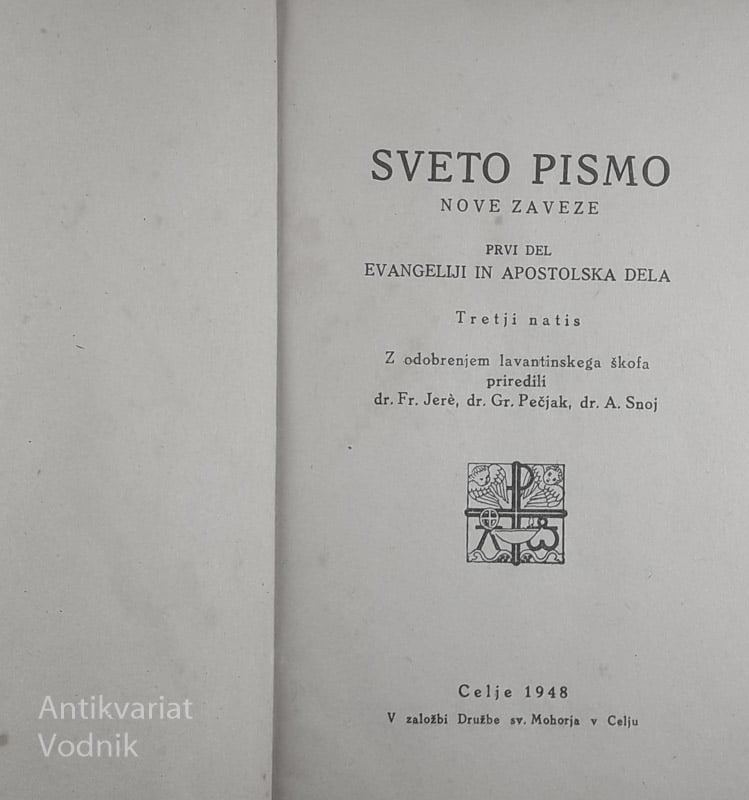 SVETO PISMO
NOVE ZAVEZE
PRVI DEL
EVANGELIJI IN APOSTOLSKA DELA
Tretji natis
Z odobrenjem lavantinskega škofa
priredili
dr. Fr. Jerè, dr. Gr. Pečjak, dr. A. Snoj
Celje 1948
V založbi Družbe sv. Mohorja v Celju
Antikvariat
Vodnik